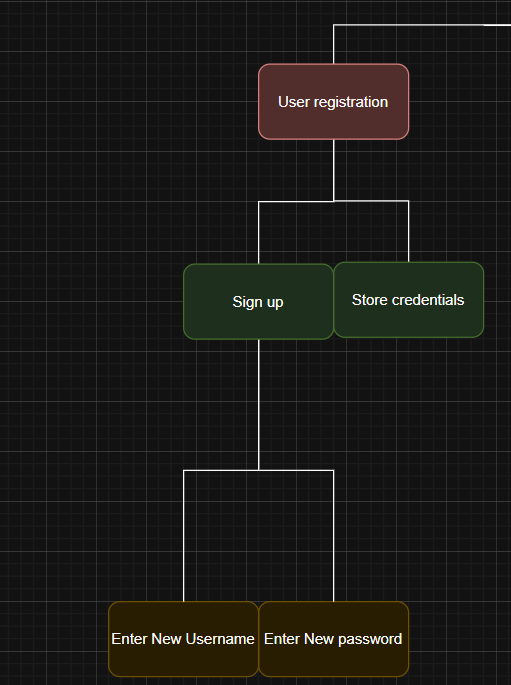 User registration
Sign up
Store credentials
Enter New Username
Enter New password